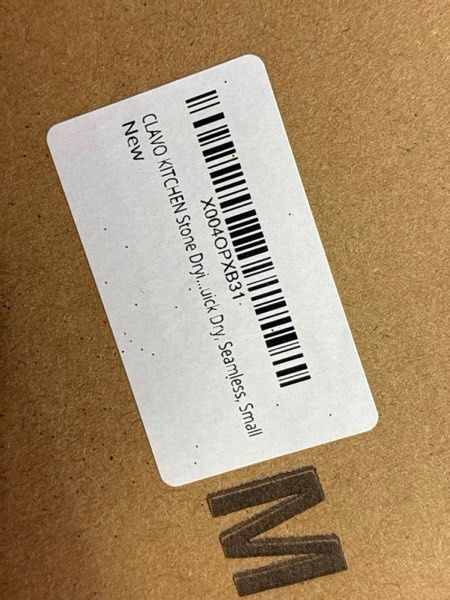 X004OPXB31
CLAVO KITCHEN Stone Dryi...uick Dry, Seamless, Small
New
M